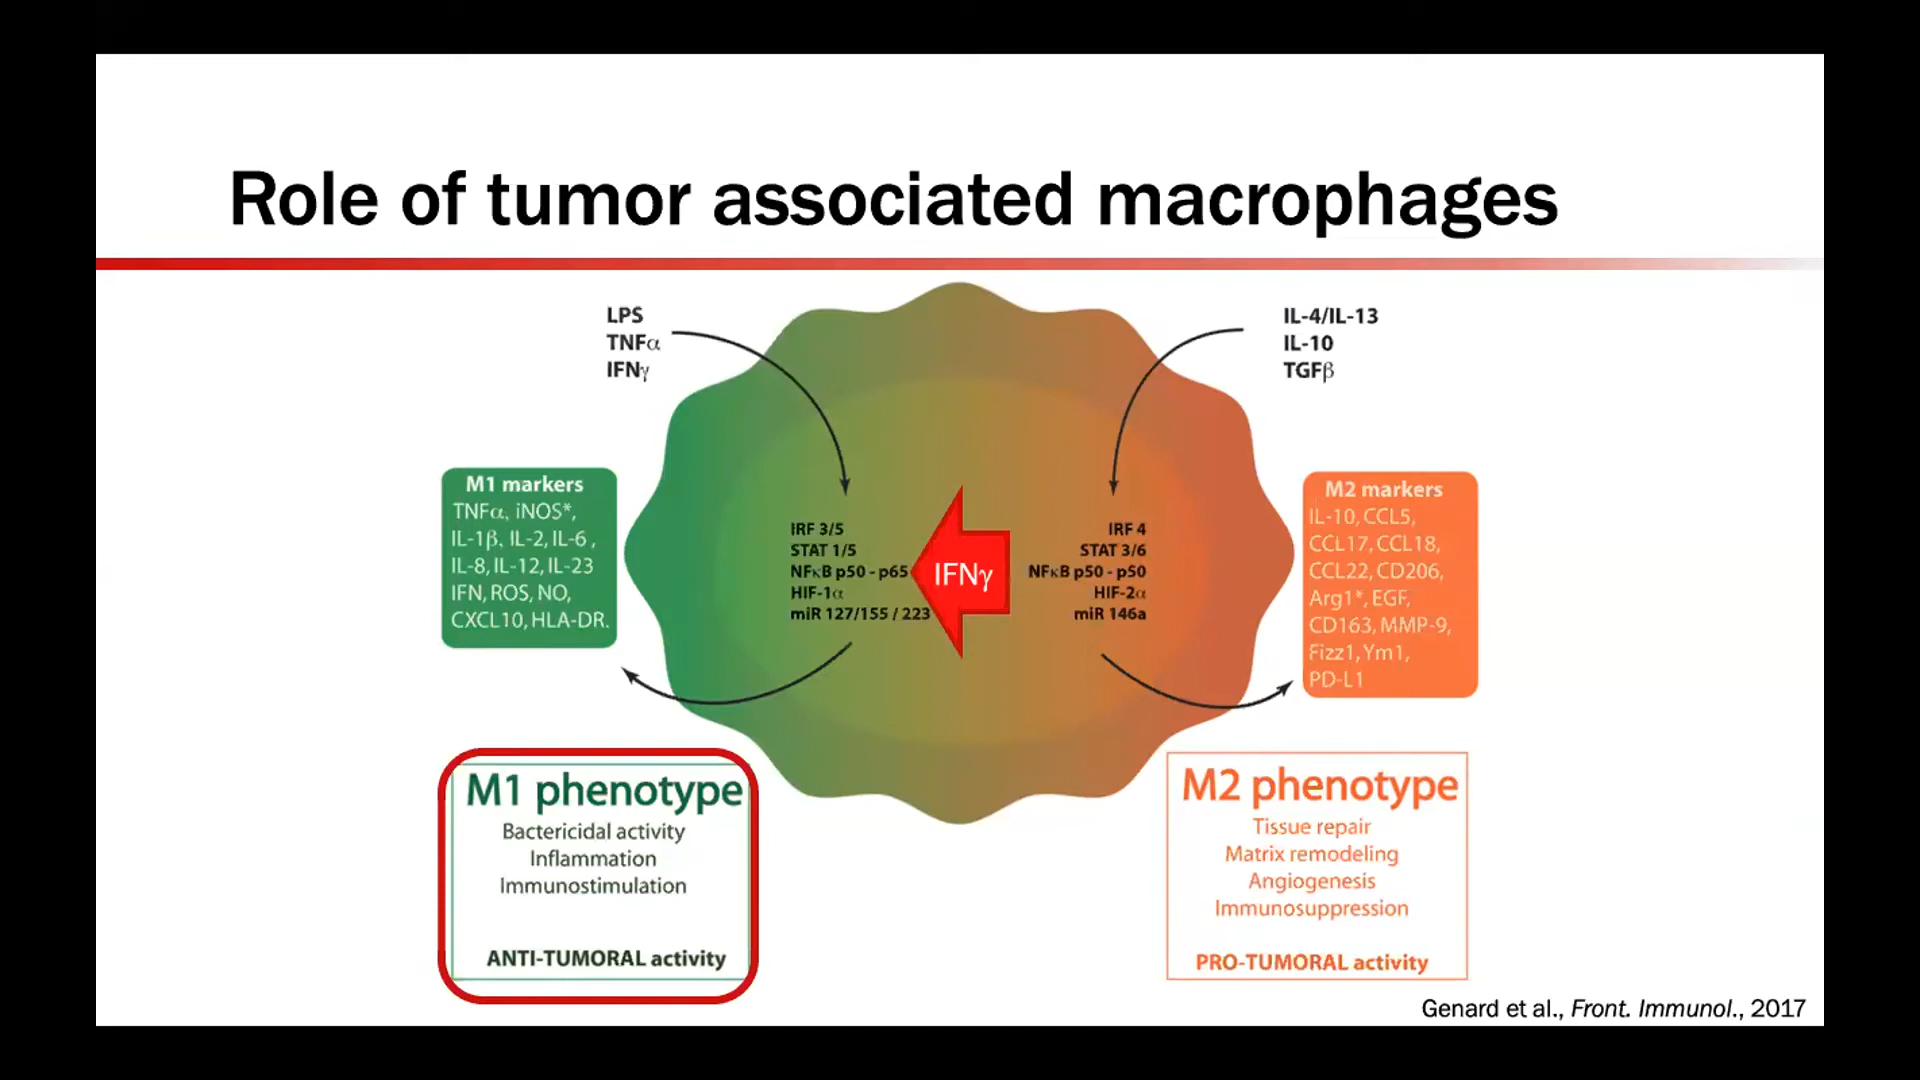 Role of tumor associated macrophages
LPS
TNFα
IFNγ
IL-4/IL-13
IL-10
TGFβ
M1 markers
TNFα, iNOS*,
IL-1β, IL-2, IL-6 ,
IL-8, IL-12, IL-23
IFN, ROS, NO,
CXCL10, HLA-DR.
IRF 3/5
STAT 1/5
NFκB p50 - p65
HIF-1α
miR 127/155 / 223
IFNγ
IRF 4
STAT 3/6
NFκB p50 - p50
HIF-2α
miR 146a
M2 markers
IL-10, CCL5,
CCL17, CCL18,
CCL22, CD206,
Arg1*, EGF,
CD163, MMP-9,
Fizz1, Ym1,
PD-L1
M1 phenotype
Bactericidal activity
Inflammation
Immunostimulation
ANTI-TUMORAL activity
M2 phenotype
Tissue repair
Matrix remodeling
Angiogenesis
Immunosuppression
PRO-TUMORAL activity
Genard et al., Front. Immunol., 2017